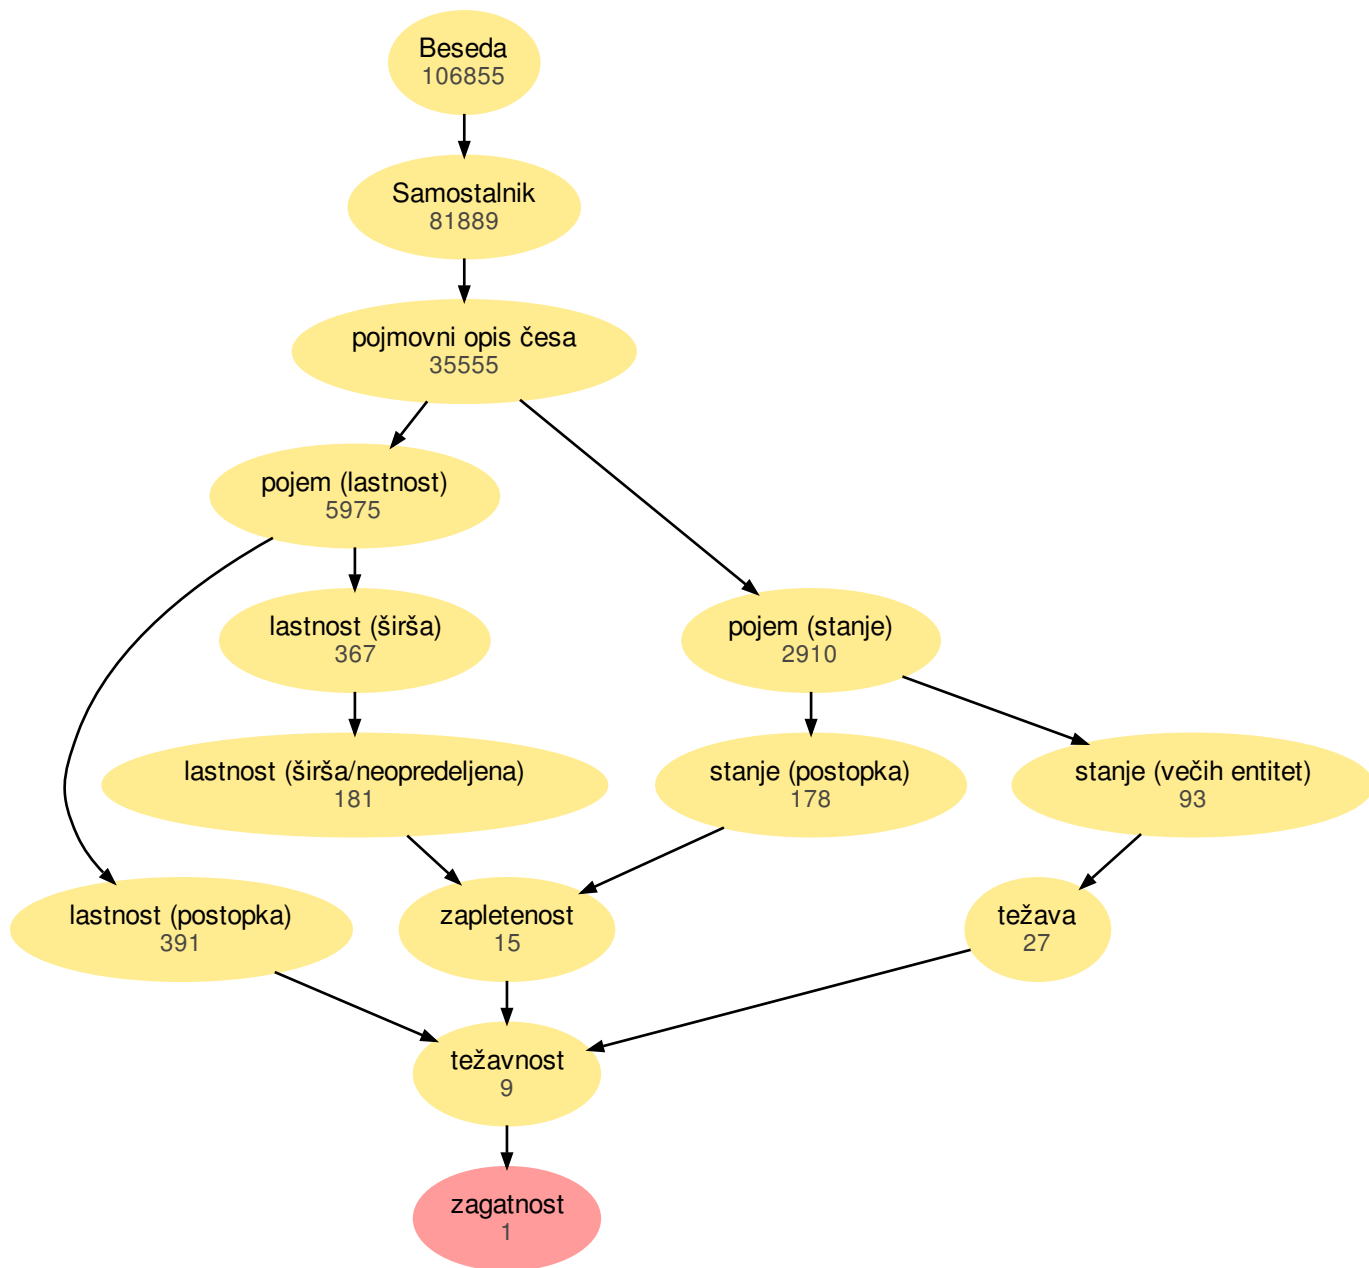 Beseda
106855
Samostalnik
81889
pojmovni opis česa
35555
pojem (lastnost)
5975
lastnost (širša)
367
pojem (stanje)
2910
lastnost (širša/neopredeljena)
181
stanje (postopka)
178
stanje (večih entitet)
93
lastnost (postopka)
391
zapletenost
15
težava
27
težavnost
9
zagatnost
1